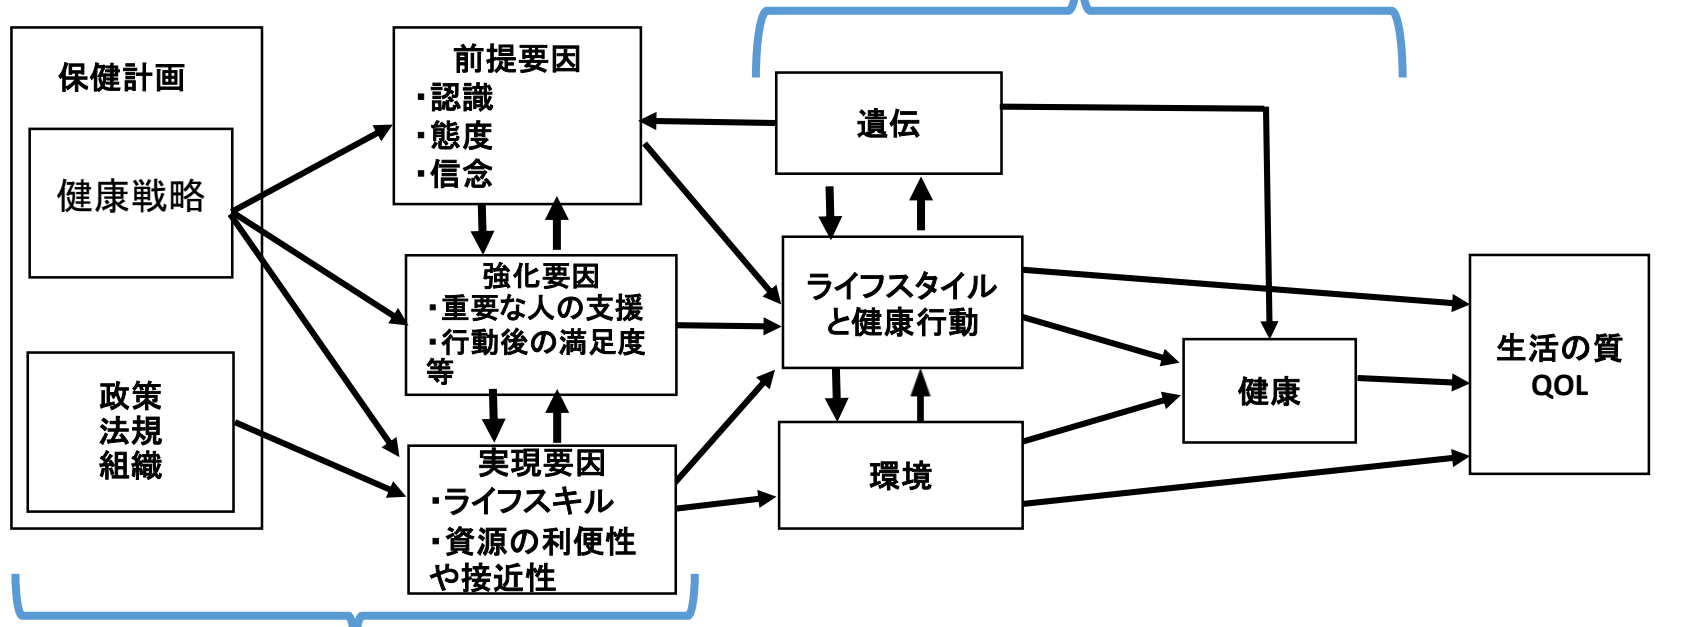 保健計画
健康戦略
政策
法規
組織
前提要因
・認識
・態度
・信念
強化要因
・重要な人の支援
・行動後の満足度
等
実現要因
・ライフスキル
・資源の利便性
や接近性
遺伝
ライフスタイル
と健康行動
環境
健康
生活の質
QOL